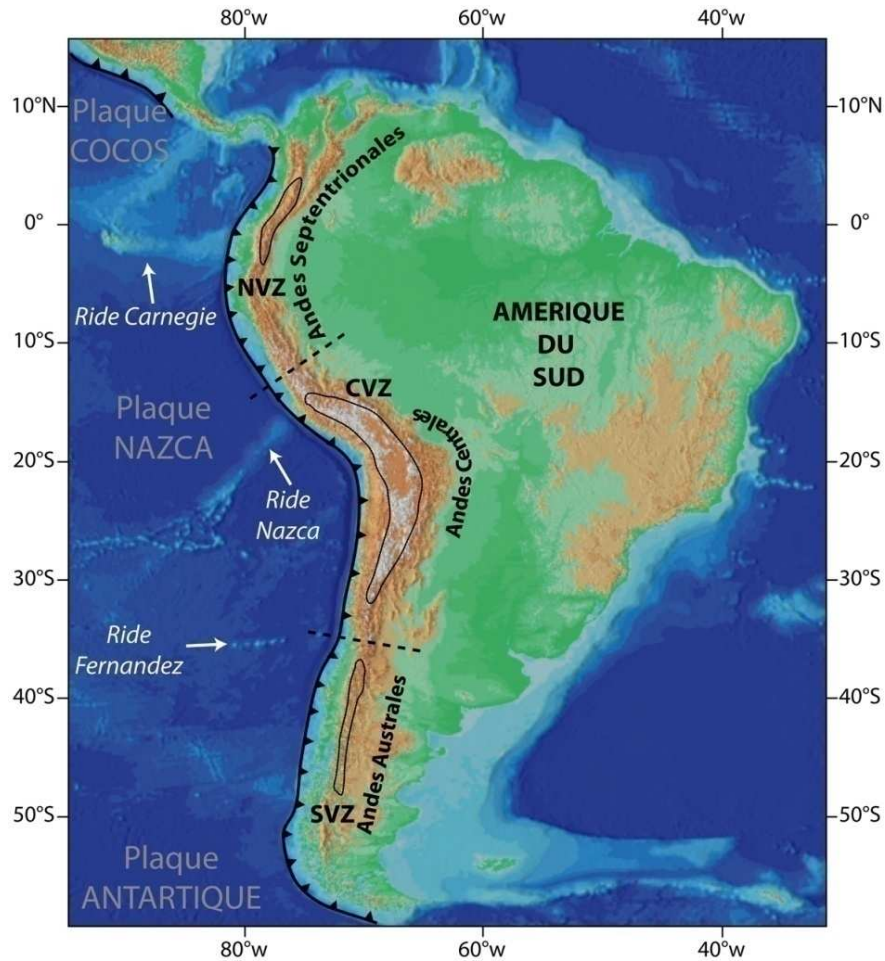 80°w 60°w 40°w
10°N
10°N
Plaque
COCOS
Andes Septentrionales
0°
0°
NVZ
Ride Carnegie
AMÉRIQUE
DU
SUD
10°S
10°S
CVZ
Plaque
NAZCA
Andes Centrales
20°S
20°S
Ride
Nazca
30°S
30°S
Ride
Fernandez
40°S
40°S
Andes Australes
SVZ
50°S
50°S
Plaque
ANTARTIQUE
80°w 60°w 40°w